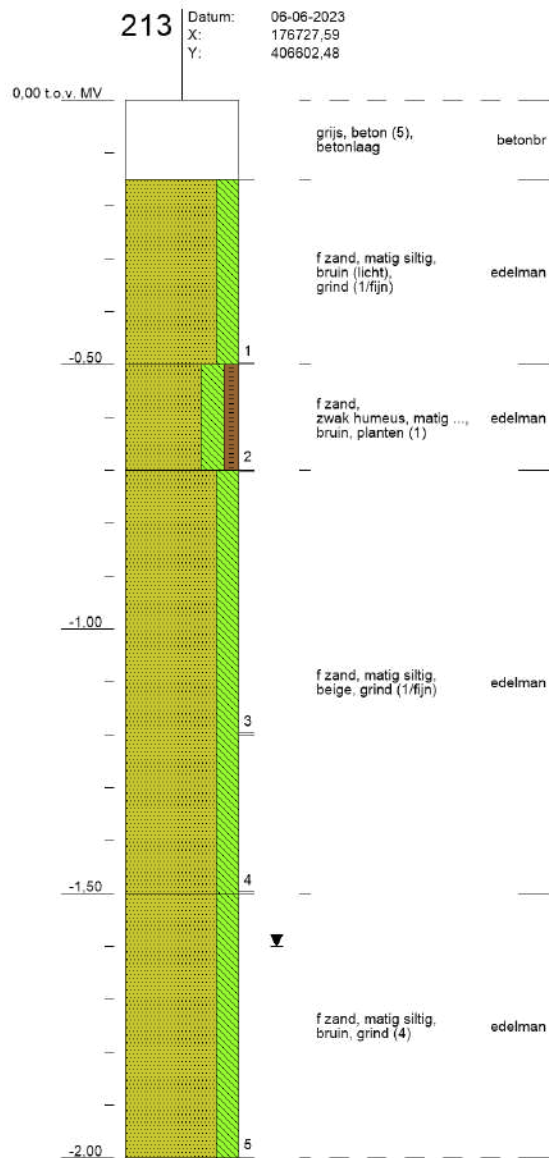 213
Datum: 06-06-2023
X: 176727,59
Y: 406602,48
0,00 t.o.v. MV
grijs, beton (5),
betonlaag
betonbr
f zand, matig siltig,
bruin (licht),
grind (1/fijn)
edelman
1
-0,50
f zand,
zwak humeus, matig ...,
bruin, planten (1)
edelman
2
-1,00
f zand, matig siltig,
beige, grind (1/fijn)
edelman
3
4
-1,50
f zand, matig siltig,
bruin, grind (4)
edelman
5
-2,00